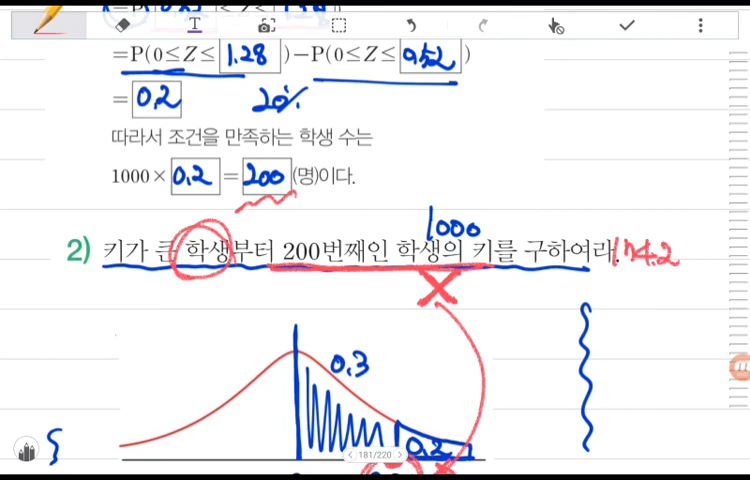 =P(0≤Z≤ 1.28 )−P(0≤Z≤ 0.52 )
= 0.2 20%
따라서 조건을 만족하는 학생 수는
1000× 0.2 = 200 (명)이다.
1000
2) 키가 큰 학생부터 200번째인 학생의 키를 구하여라. 174.2
0.3
0.2
181/220